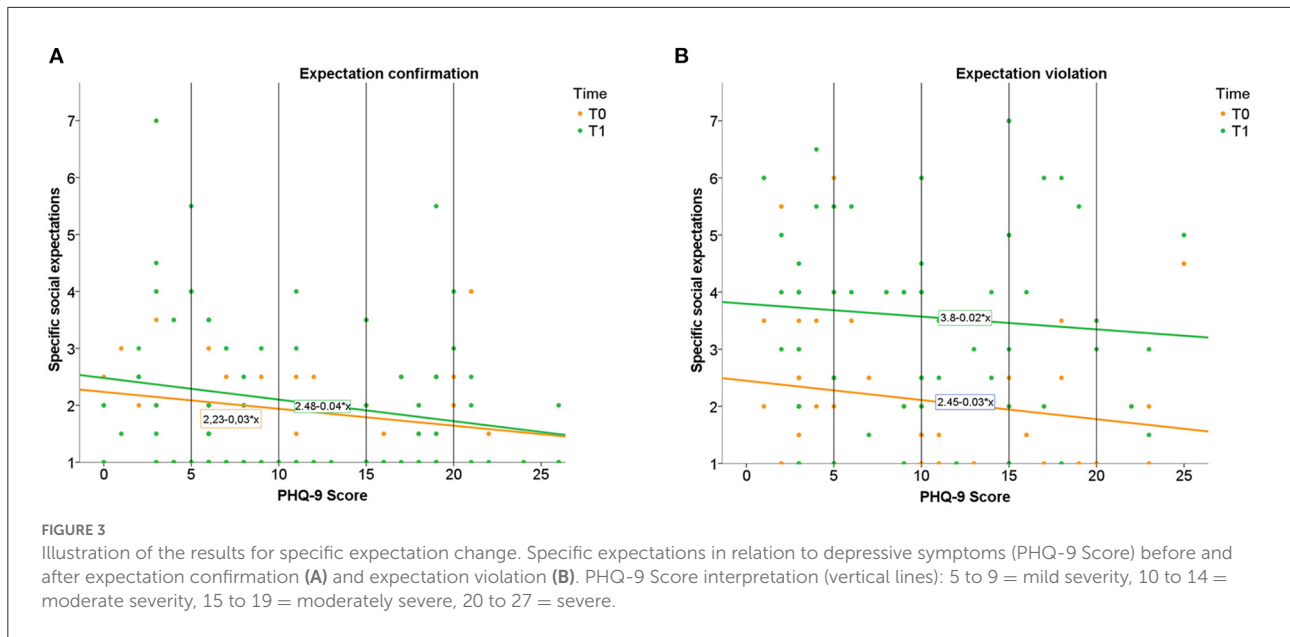 A
Expectation confirmation
Time
T0
T1
Specific social expectations
7
6
5
4
3
2
1
2.48-0.04*x
2,23-0,03*x
0 5 10 15 20 25
PHQ-9 Score
B
Expectation violation
Time
T0
T1
Specific social expectations
7
6
5
4
3
2
1
3.8-0.02*x
2.45-0.03*x
0 5 10 15 20 25
PHQ-9 Score
FIGURE 3
Illustration of the results for specific expectation change. Specific expectations in relation to depressive symptoms (PHQ-9 Score) before and
after expectation confirmation (A) and expectation violation (B). PHQ-9 Score interpretation (vertical lines): 5 to 9 = mild severity, 10 to 14 =
moderate severity, 15 to 19 = moderately severe, 20 to 27 = severe.